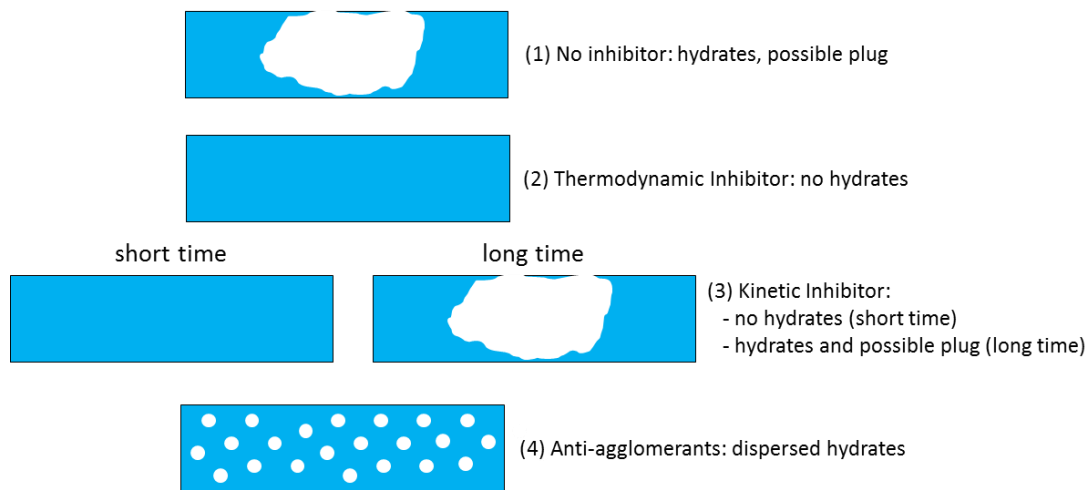 (1) No inhibitor: hydrates, possible plug
(2) Thermodynamic Inhibitor: no hydrates
short time
long time
(3) Kinetic Inhibitor:
- no hydrates (short time)
- hydrates and possible plug (long time)
(4) Anti-agglomerants: dispersed hydrates